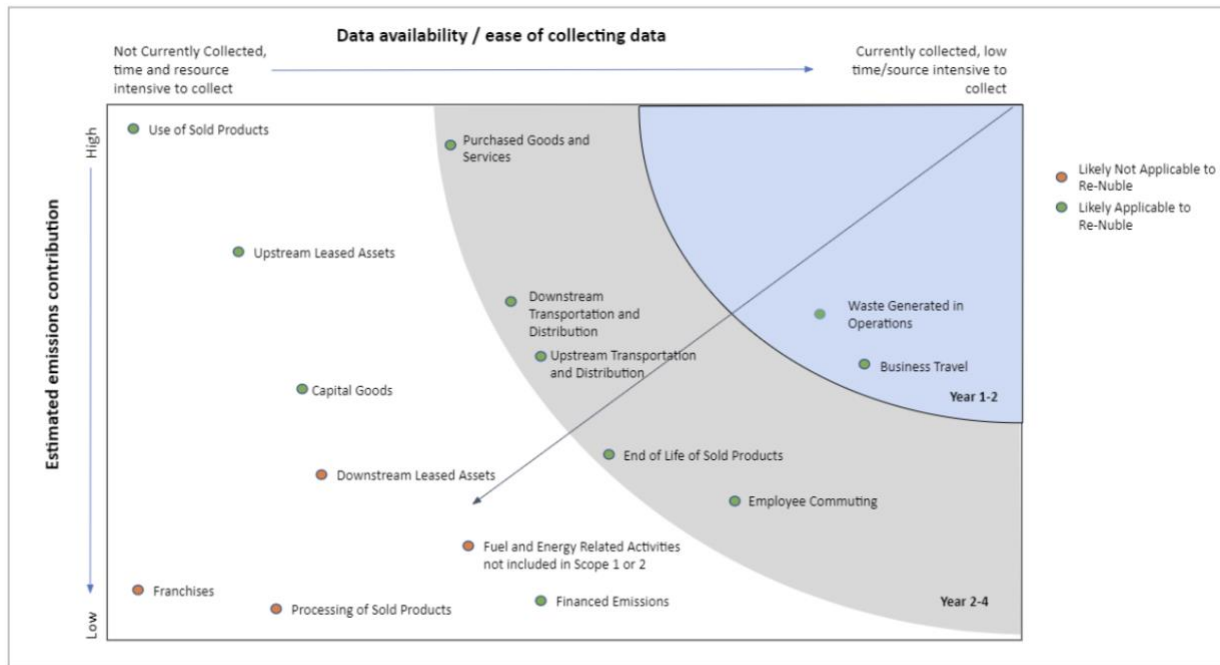 Data availability / ease of collecting data
Not Currently Collected,
time and resource
intensive to collect
Currently collected, low
time/source intensive to
collect
Estimated emissions contribution
High
Low
Use of Sold Products
Purchased Goods and
Services
Likely Not Applicable to
Re-Nuble
Likely Applicable to
Re-Nuble
Upstream Leased Assets
Downstream
Transportation and
Distribution
Waste Generated in
Operations
Upstream Transportation
and Distribution
Business Travel
Capital Goods
Year 1-2
End of Life of Sold Products
Downstream Leased Assets
Employee Commuting
Fuel and Energy Related Activities
not included in Scope 1 or 2
Franchises
Processing of Sold Products
Financed Emissions
Year 2-4